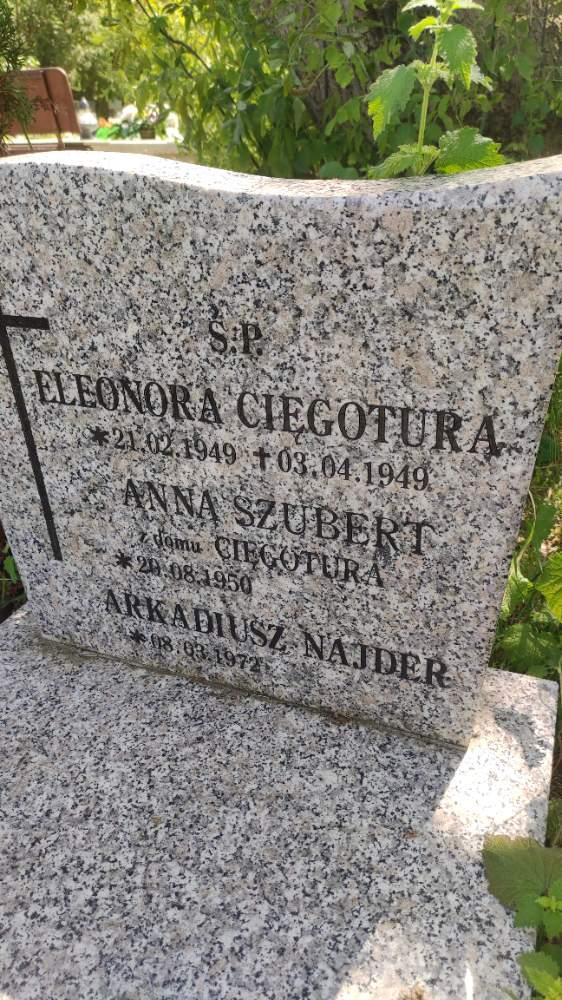 Ś.P.
ELEONORA CIĘGOTURA
*21.02.1949 †03.04.1949
ANNA SZUBERT
z domu CIĘGOTURA
*20.08.1950
ARKADIUSZ NAJDER
*08.03.1972